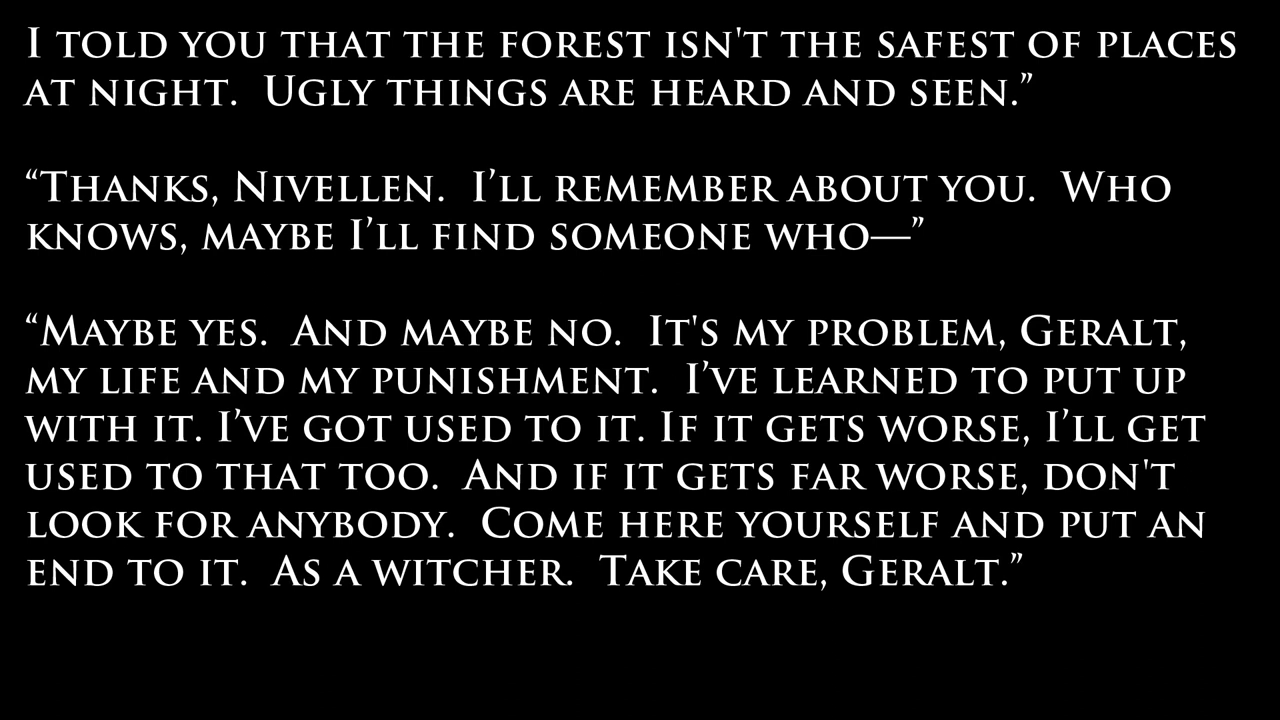 I told you that the forest isn't the safest of places
at night.  Ugly things are heard and seen.”
“Thanks, Nivellen.  I’ll remember about you.  Who
knows, maybe I’ll find someone who—”
“Maybe yes.  And maybe no.  It's my problem, Geralt,
my life and my punishment.  I’ve learned to put up
with it. I’ve got used to it. If it gets worse, I’ll get
used to that too.  And if it gets far worse, don't
look for anybody.  Come here yourself and put an
end to it.  As a witcher.  Take care, Geralt.”